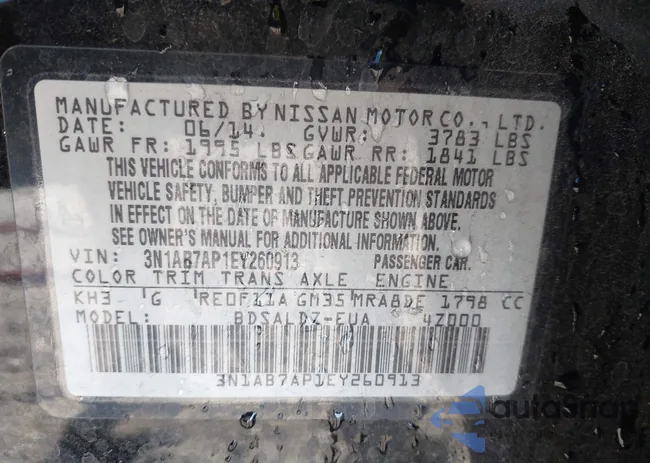 MANUFACTURED BY NISSAN MOTOR CO., LTD.
DATE: 06/14. GVWR: 3783 LBS
GAWR FR: 1995 LBS GAWR RR: 1841 LBS
THIS VEHICLE CONFORMS TO ALL APPLICABLE FEDERAL MOTOR
VEHICLE SAFETY, BUMPER AND THEFT PREVENTION STANDARDS
IN EFFECT ON THE DATE OF MANUFACTURE SHOWN ABOVE.
SEE OWNER'S MANUAL FOR ADDITIONAL INFORMATION.
VIN: 3N1AB7AP1EY260913 PASSENGER CAR.
COLOR TRIM TRANS AXLE ENGINE
KH3 G RE0F11A GM35 MRA8DE 1798 CC
MODEL: BDSALDZ-EUA 4Z000
3N1AB7AP1EY260913
autoSnap